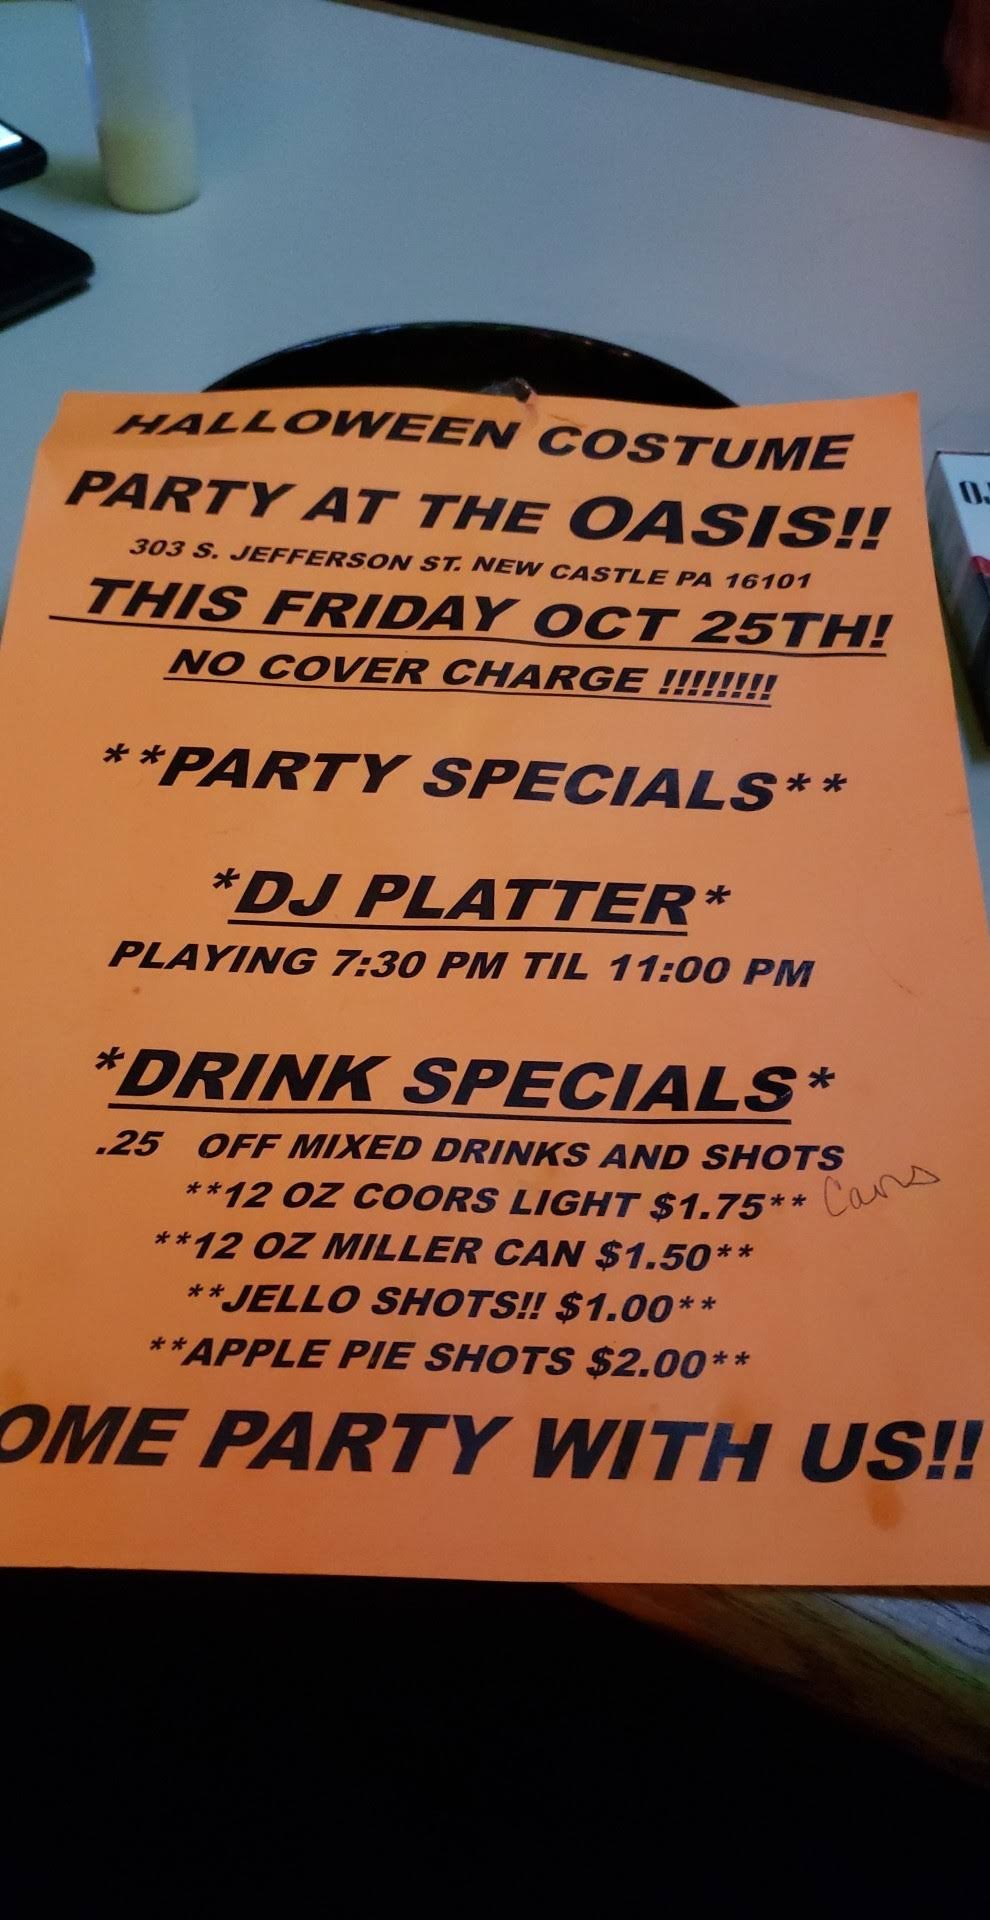 HALLOWEEN COSTUME
PARTY AT THE OASIS!!
303 S. JEFFERSON ST. NEW CASTLE PA 16101
THIS FRIDAY OCT 25TH!
NO COVER CHARGE !!!!!!!!
**PARTY SPECIALS**
*DJ PLATTER*
PLAYING 7:30 PM TIL 11:00 PM
*DRINK SPECIALS*
.25 OFF MIXED DRINKS AND SHOTS
**12 OZ COORS LIGHT $1.75** Cans
**12 OZ MILLER CAN $1.50**
**JELLO SHOTS!! $1.00**
**APPLE PIE SHOTS $2.00**
OME PARTY WITH US!!